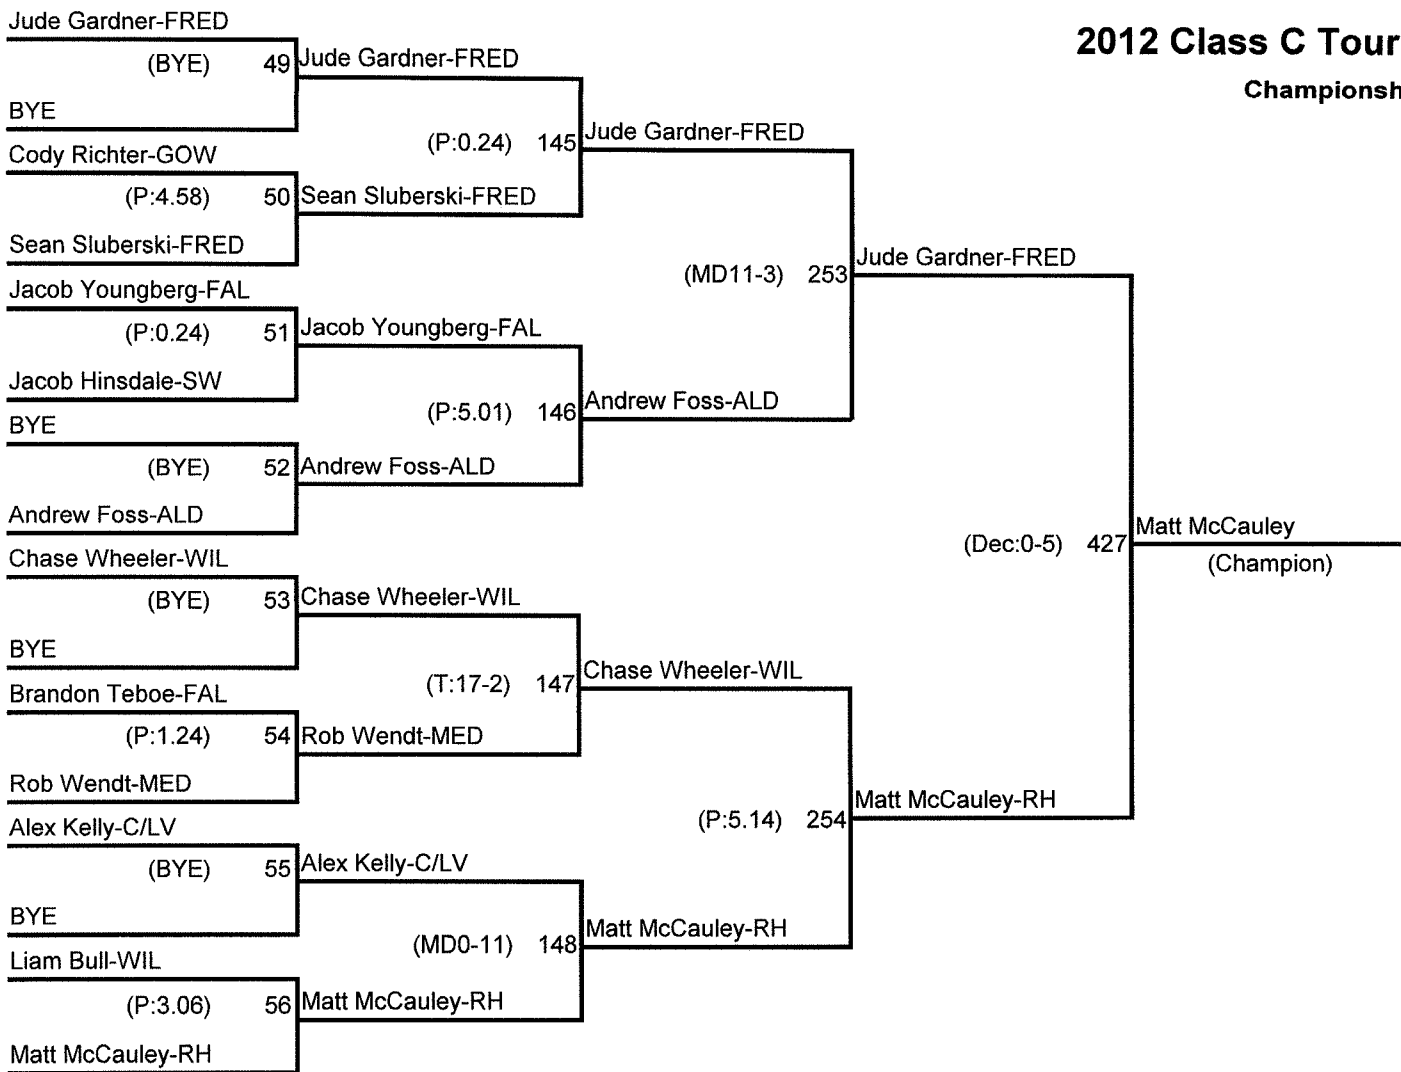 2012 Class C Tour
Championsh
Jude Gardner-FRED
(BYE) 49
BYE
Jude Gardner-FRED
Cody Richter-GOW
(P:4.58) 50
Sean Sluberski-FRED
Sean Sluberski-FRED
(P:0.24) 145
Jude Gardner-FRED
Jacob Youngberg-FAL
(P:0.24) 51
Jacob Hinsdale-SW
Jacob Youngberg-FAL
BYE
(BYE) 52
Andrew Foss-ALD
Andrew Foss-ALD
(P:5.01) 146
Andrew Foss-ALD
(MD11-3) 253
Jude Gardner-FRED
Chase Wheeler-WIL
(BYE) 53
BYE
Chase Wheeler-WIL
Brandon Teboe-FAL
(P:1.24) 54
Rob Wendt-MED
Rob Wendt-MED
(T:17-2) 147
Chase Wheeler-WIL
Alex Kelly-C/LV
(BYE) 55
BYE
Alex Kelly-C/LV
Liam Bull-WIL
(P:3.06) 56
Matt McCauley-RH
Matt McCauley-RH
(MD0-11) 148
Matt McCauley-RH
(P:5.14) 254
Matt McCauley-RH
(Dec:0-5) 427
Matt McCauley
(Champion)